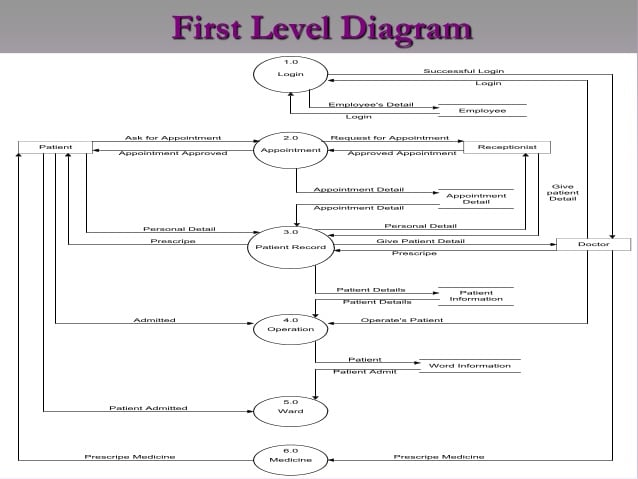 First Level Diagram
1.0
Login
Successful Login
Login
Employee's Detail
Login
Employee
Ask for Appointment
2.0
Request for Appointment
Patient
Appointment
Receptionist
Appointment Approved
Approved Appointment
Appointment Detail
Appointment
Detail
Appointment Detail
Give
patient
Detail
Personal Detail
3.0
Personal Detail
Prescripe
Patient Record
Give Patient Detail
Doctor
Prescripe
Patient Details
Patient
Information
Patient Details
Admitted
4.0
Operation
Operate's Patient
Patient
Word Information
Patient Admit
Patient Admitted
5.0
Ward
Prescripe Medicine
6.0
Medicine
Prescripe Medicine